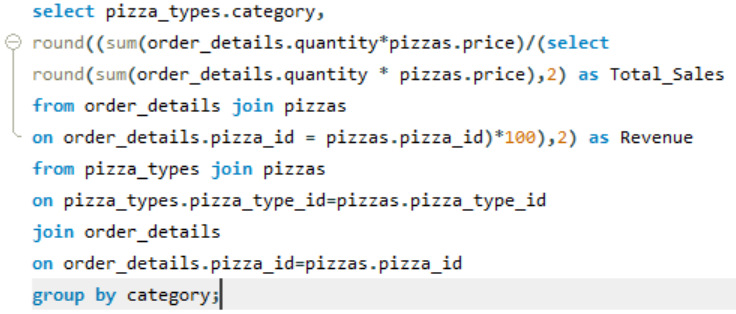 select pizza_types.category,
round((sum(order_details.quantity*pizzas.price)/(select
round(sum(order_details.quantity * pizzas.price),2) as Total_Sales
from order_details join pizzas
on order_details.pizza_id = pizzas.pizza_id)*100),2) as Revenue
from pizza_types join pizzas
on pizza_types.pizza_type_id=pizzas.pizza_type_id
join order_details
on order_details.pizza_id=pizzas.pizza_id
group by category;